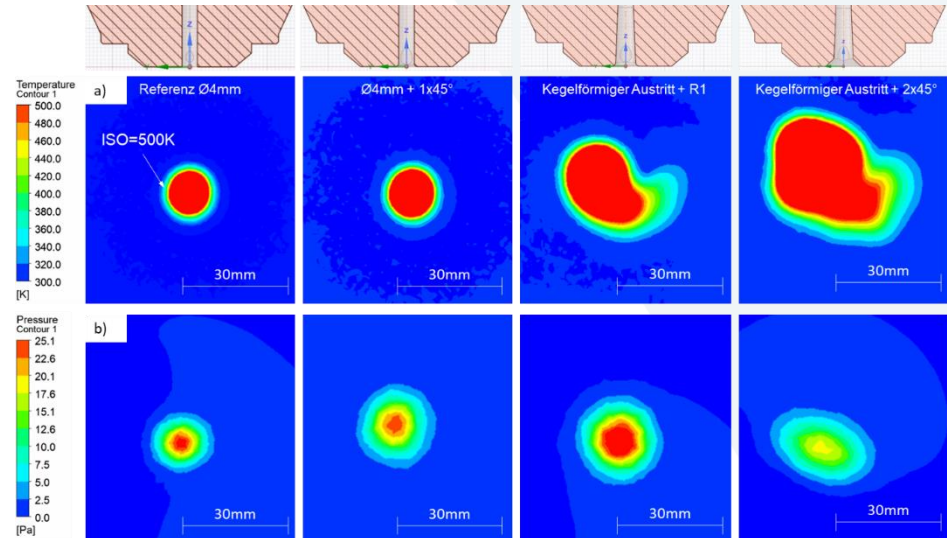 z
z
z
z
Temperature
Contour 1
a)
Referenz Ø4mm
Ø4mm + 1x45°
Kegelförmiger Austritt + R1
Kegelförmiger Austritt + 2x45°
500.0
480.0
460.0
440.0
420.0
400.0
380.0
360.0
340.0
320.0
300.0
[K]
ISO=500K
30mm
30mm
30mm
30mm
Pressure
Contour 1
b)
25.1
22.6
20.1
17.6
15.1
12.6
10.0
7.5
5.0
2.5
0.0
[Pa]
30mm
30mm
30mm
30mm